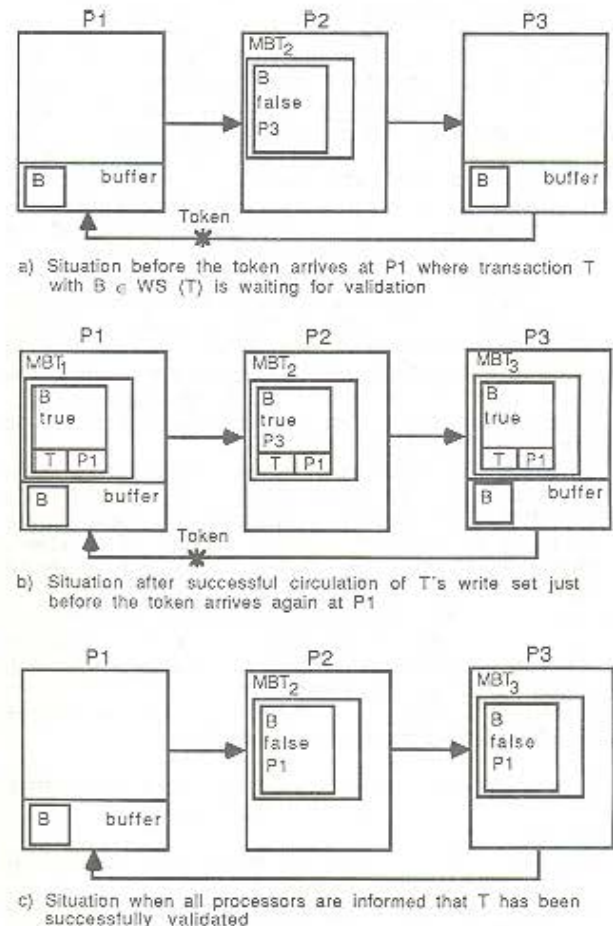 P1 P2 P3
MBT2
B
false
P3
B buffer
B buffer
Token
a) Situation before the token arrives at P1 where transaction T
with B ∈ WS (T) is waiting for validation
P1 P2 P3
MBT1 MBT2 MBT3
B B B
true true true
P3
T P1 T P1 T P1
B buffer
B buffer
Token
b) Situation after successful circulation of T's write set just
before the token arrives again at P1
P1 P2 P3
MBT2 MBT3
B B
false false
P1 P1
B buffer
c) Situation when all processors are informed that T has been
successfully validated